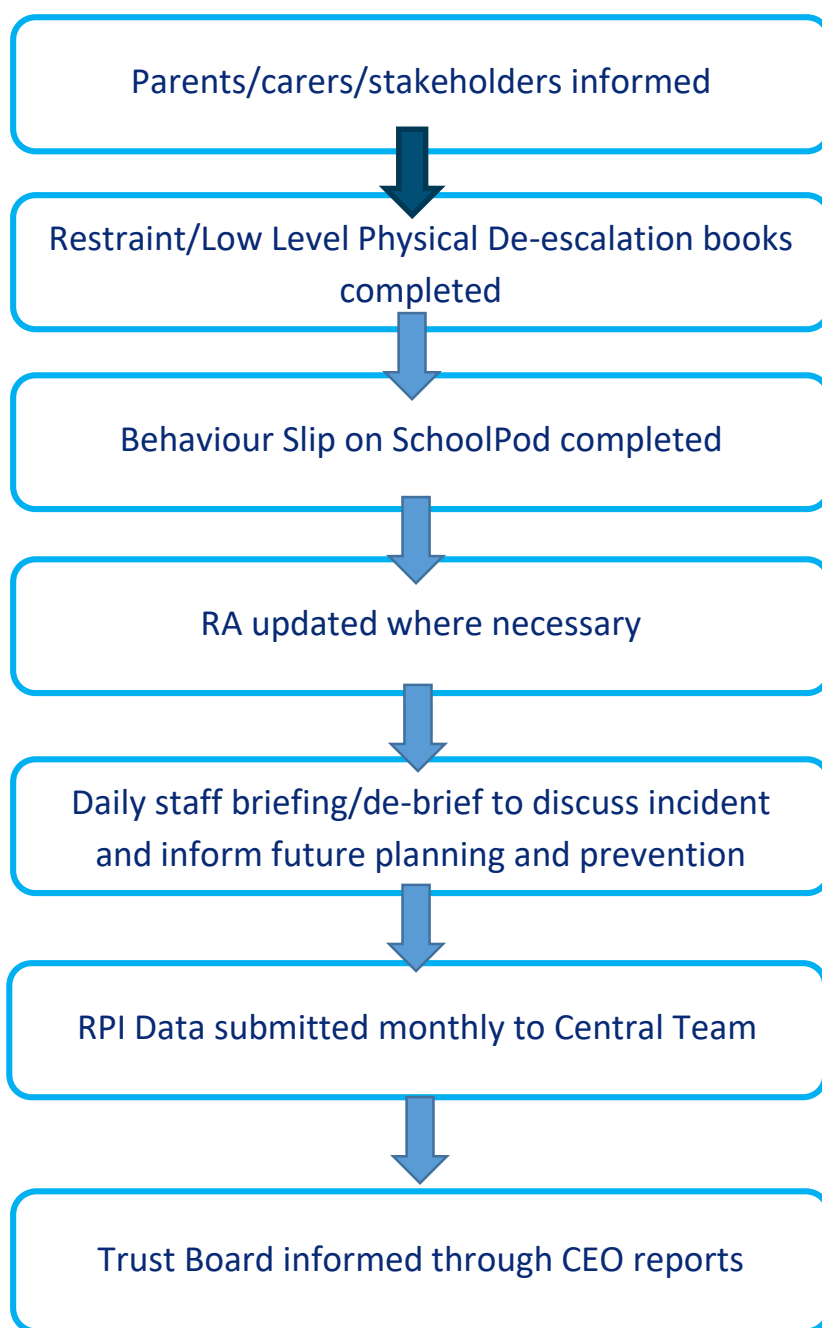 Parents/carers/stakeholders informed
Restraint/Low Level Physical De-escalation books
completed
Behaviour Slip on SchoolPod completed
RA updated where necessary
Daily staff briefing/de-brief to discuss incident
and inform future planning and prevention
RPI Data submitted monthly to Central Team
Trust Board informed through CEO reports